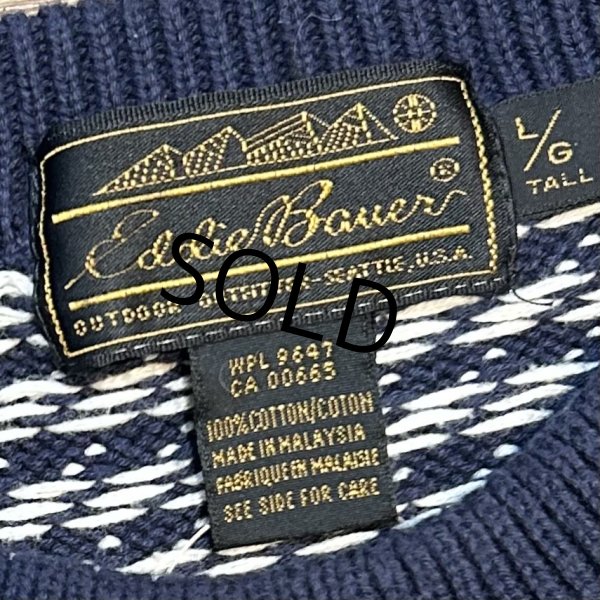 Eddie Bauer®
OUTDOOR OUTFITTER-SEATTLE, U.S.A.
L/G
TALL
SOLD
WPL 9647
CA 00663
100% COTTON/COTON
MADE IN MALAYSIA
FABRIQUE EN MALAISIE
SEE SIDE FOR CARE